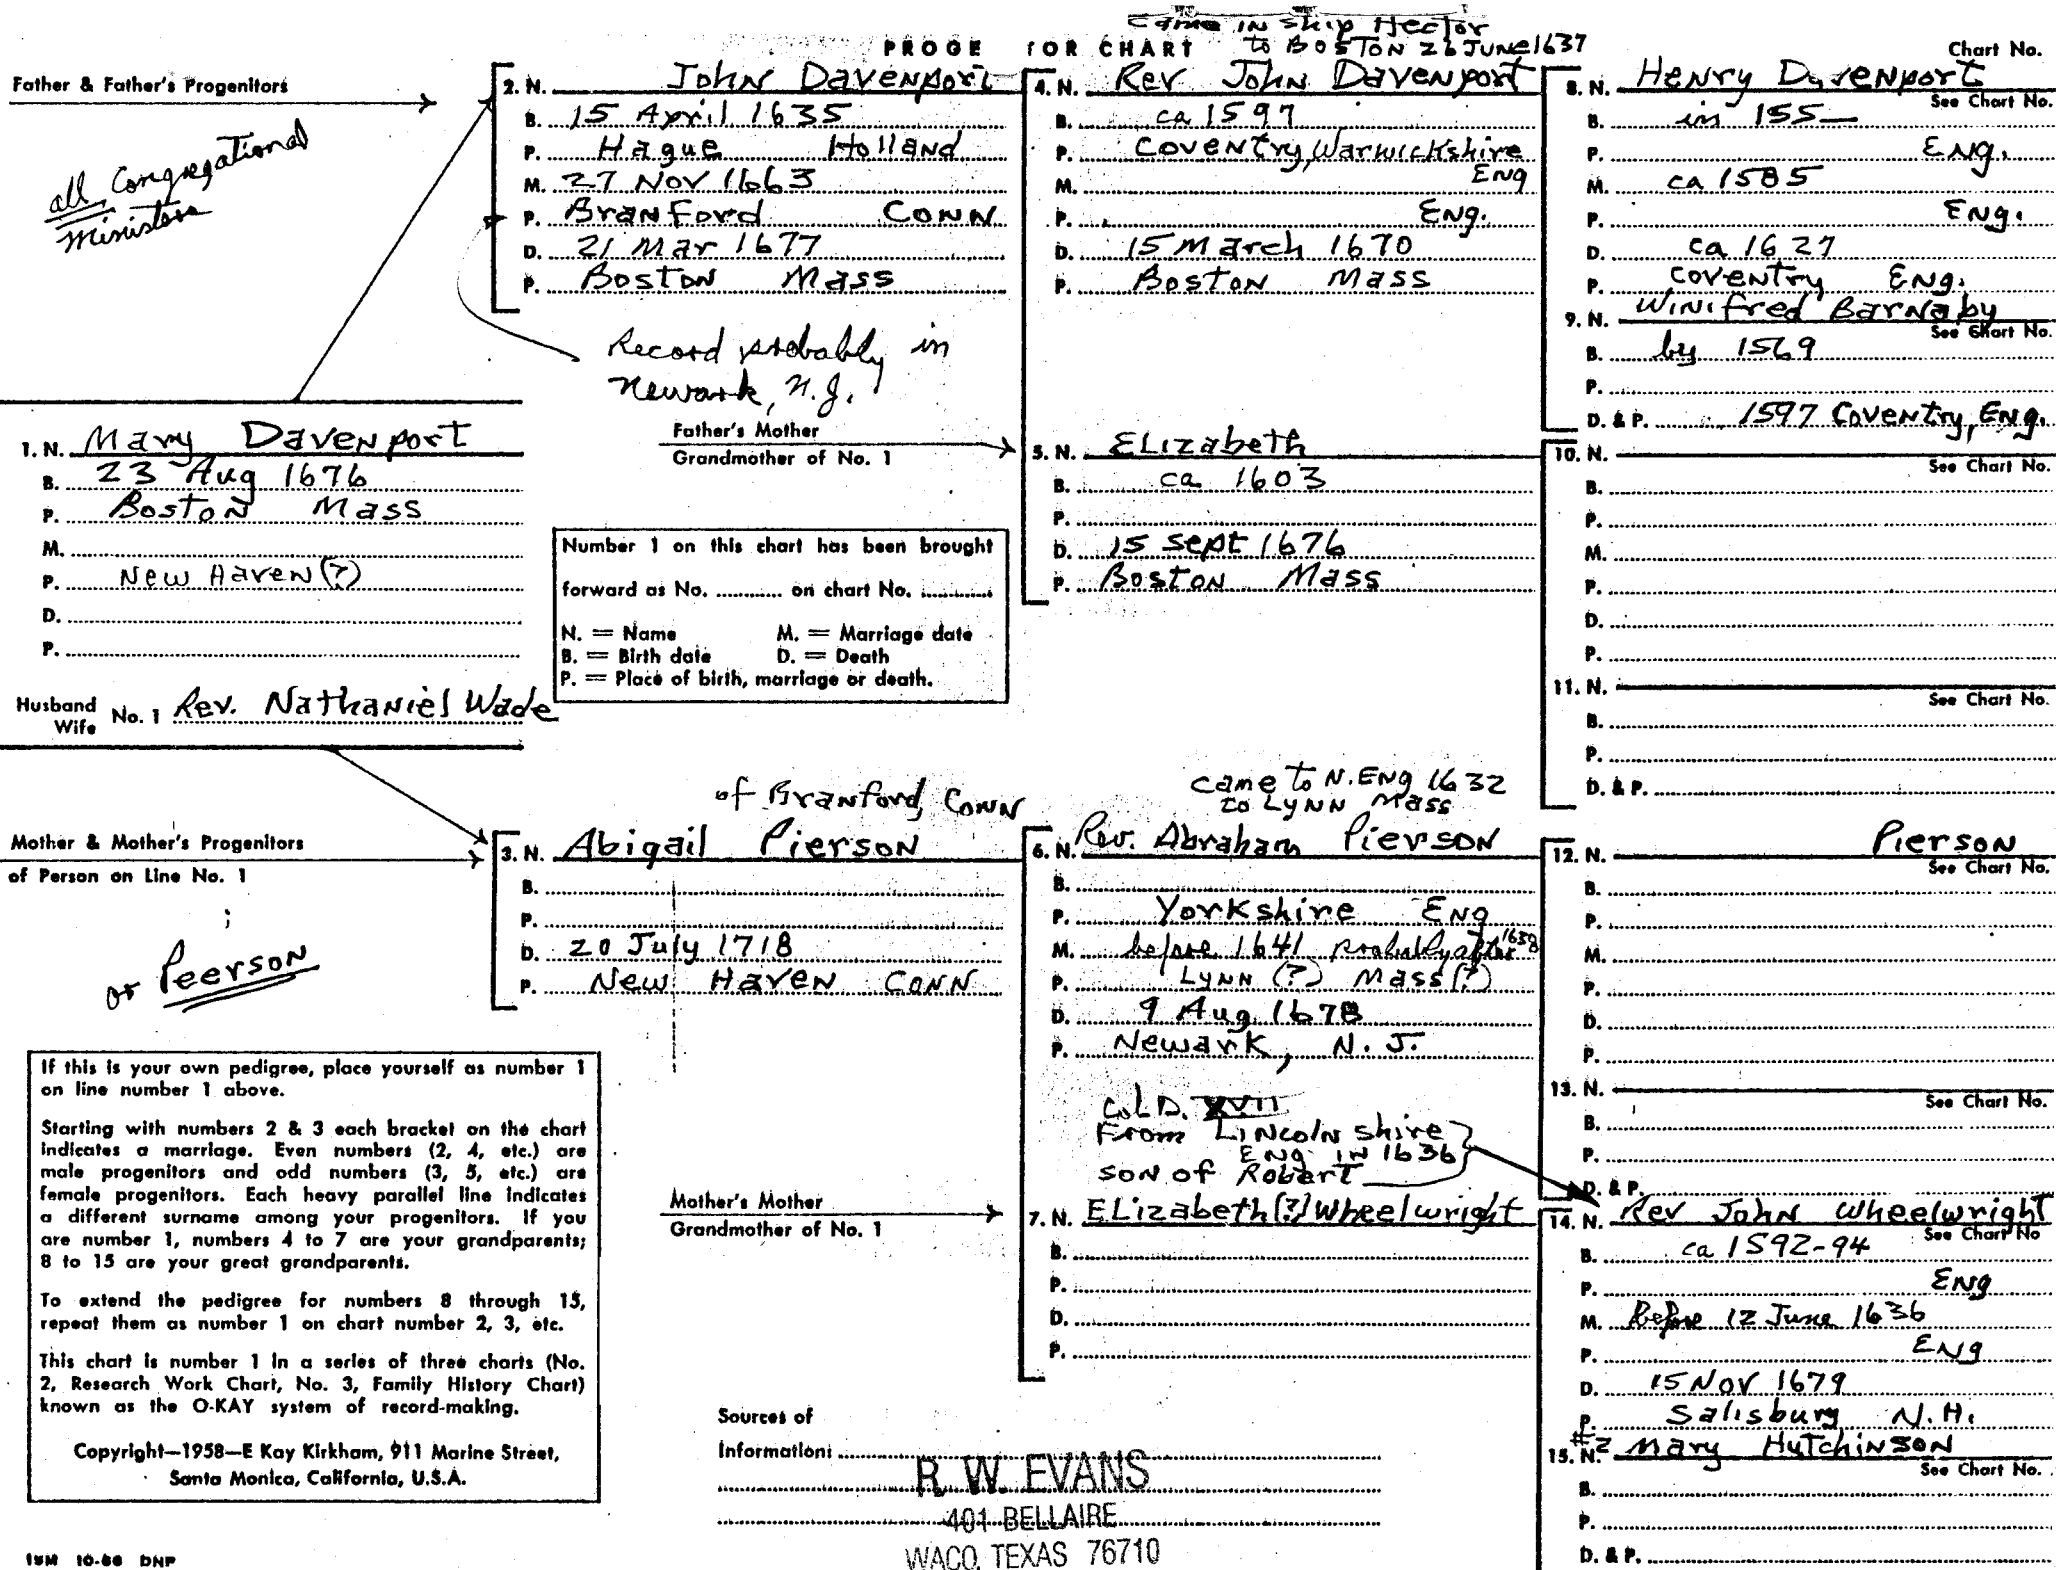 came in ship Hector
to BOSTON 26 JUNE 1637
PROGE TOR CHART
Chart No.
Father & Father's Progenitors
all Congregational
Ministers
2. N. John Davenport
B. 15 April 1635
P. Hague Holland
M. 27 Nov 1663
P. Branford CONN
D. 21 Mar 1677
P. Boston Mass
Record probably in
Newark, N.J.
4. N. Rev John Davenport
B. ca 1597
P. Coventry, Warwickshire
Eng
M.
P. Eng.
D. 15 March 1670
P. Boston Mass
8. N. Henry Davenport
See Chart No.
B. in 155—
P. Eng.
M. ca 1585
P. Eng.
D. ca 1627
P. Coventry Eng.
9. N. Winifred Barnaby
See Chart No.
B. by 1569
P.
D. & P. 1597 Coventry, Eng.
1. N. Mary Davenport
B. 23 Aug 1676
P. Boston Mass
M.
P. New Haven (?)
D.
P.
Husband
Wife
No. 1 Rev. Nathaniel Wade
Father's Mother
Grandmother of No. 1
5. N. Elizabeth
B. ca 1603
P.
D. 15 Sept 1676
P. Boston Mass
10. N.
See Chart No.
B.
P.
M.
P.
D.
P.
11. N.
See Chart No.
B.
P.
D. & P.
Number 1 on this chart has been brought
forward as No. ........... on chart No. ............
N. = Name M. = Marriage date
B. = Birth date D. = Death
P. = Place of birth, marriage or death.
Mother & Mother's Progenitors
of Person on Line No. 1
or Peerson
of Branford, CONN
3. N. Abigail Pierson
B.
P.
D. 20 July 1718
P. New Haven CONN
came to N. Eng 1632
to LYNN Mass
6. N. Rev. Abraham Pierson
B.
P. Yorkshire Eng
M. before 1641 probably after 1638
P. LYNN (?) Mass (?)
D. 9 Aug 1678
P. Newark, N.J.
12. N. Pierson
See Chart No.
B.
P.
M.
P.
D.
P.
13. N.
See Chart No.
B.
P.
D. & P.
Col. D. XVII
From Lincoln shire
Eng in 1636
son of Robert
Mother's Mother
Grandmother of No. 1
7. N. Elizabeth (?) Wheelwright
B.
P.
D.
P.
14. N. Rev John Wheelwright
See Chart No
B. ca 1592-94
P. Eng
M. Before 12 June 1636
P. Eng
D. 15 Nov 1679
P. Salisbury N.H.
#2
15. N. Mary Hutchinson
See Chart No.
B.
P.
D. & P.
If this is your own pedigree, place yourself as number 1
on line number 1 above.
Starting with numbers 2 & 3 each bracket on the chart
indicates a marriage. Even numbers (2, 4, etc.) are
male progenitors and odd numbers (3, 5, etc.) are
female progenitors. Each heavy parallel line indicates
a different surname among your progenitors. If you
are number 1, numbers 4 to 7 are your grandparents;
8 to 15 are your great grandparents.
To extend the pedigree for numbers 8 through 15,
repeat them as number 1 on chart number 2, 3, etc.
This chart is number 1 in a series of three charts (No.
2, Research Work Chart, No. 3, Family History Chart)
known as the O-KAY system of record-making.
Copyright—1958—E Kay Kirkham, 911 Marine Street,
Santa Monica, California, U.S.A.
Sources of
Information:
R. W. EVANS
401 BELLAIRE
WACO, TEXAS 76710
15M 10-66 DNP